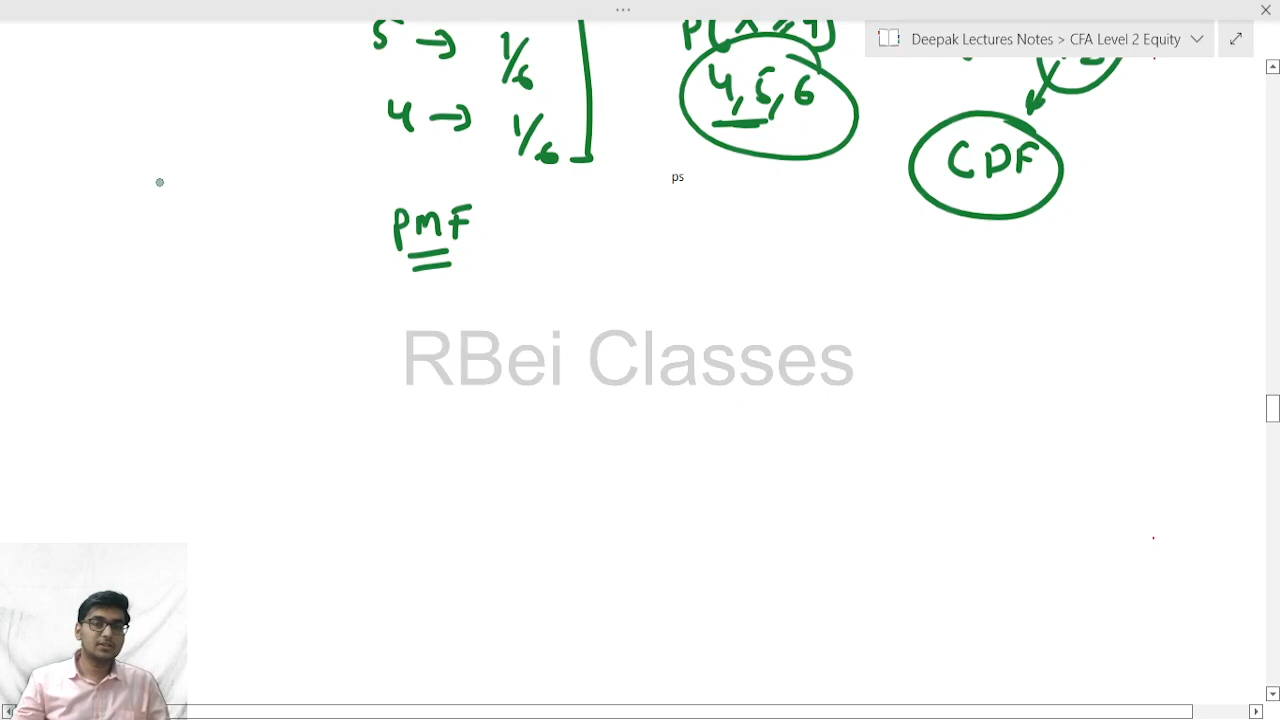 Deepak Lectures Notes > CFA Level 2 Equity
5 → 1/6
4 → 1/6
4, 5, 6
CDF
ps
PMF
RBei Classes